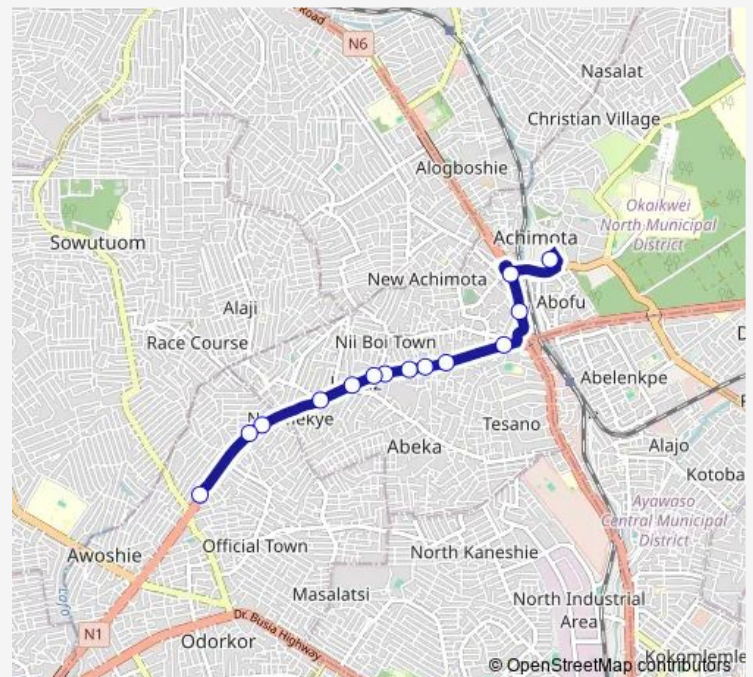 Road
N6
Nasalat
Christian Village
Alogboshie
Okaikwei
North Municipal
District
Sowutuom
Achimota
New Achimota
Alaji
Abofu
Race Course
Nii Boi Town
Abelenkpe
Tesano
Abeka
Alajo
Kotoba
Ayawaso
Central Municipal
District
Official Town
North Kaneshie
Awoshie
Masalatsi
North Industrial
Area
N1
Dr. Busia Highway
Odorkor
© OpenStreetMap contributors